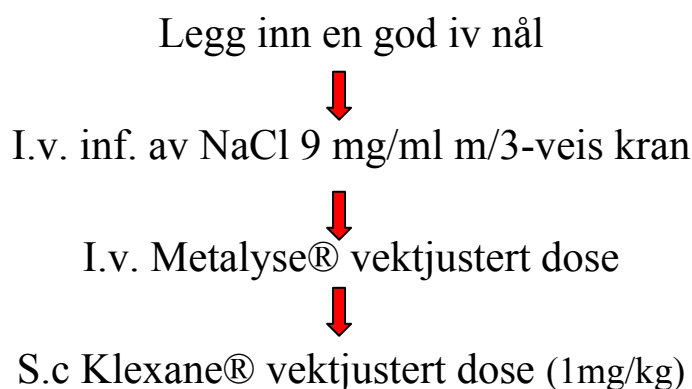 Legg inn en god iv nål
I.v. inf. av NaCl 9 mg/ml m/3-veis kran
I.v. Metalyse® vektjustert dose
S.c Klexane® vektjustert dose (1mg/kg)